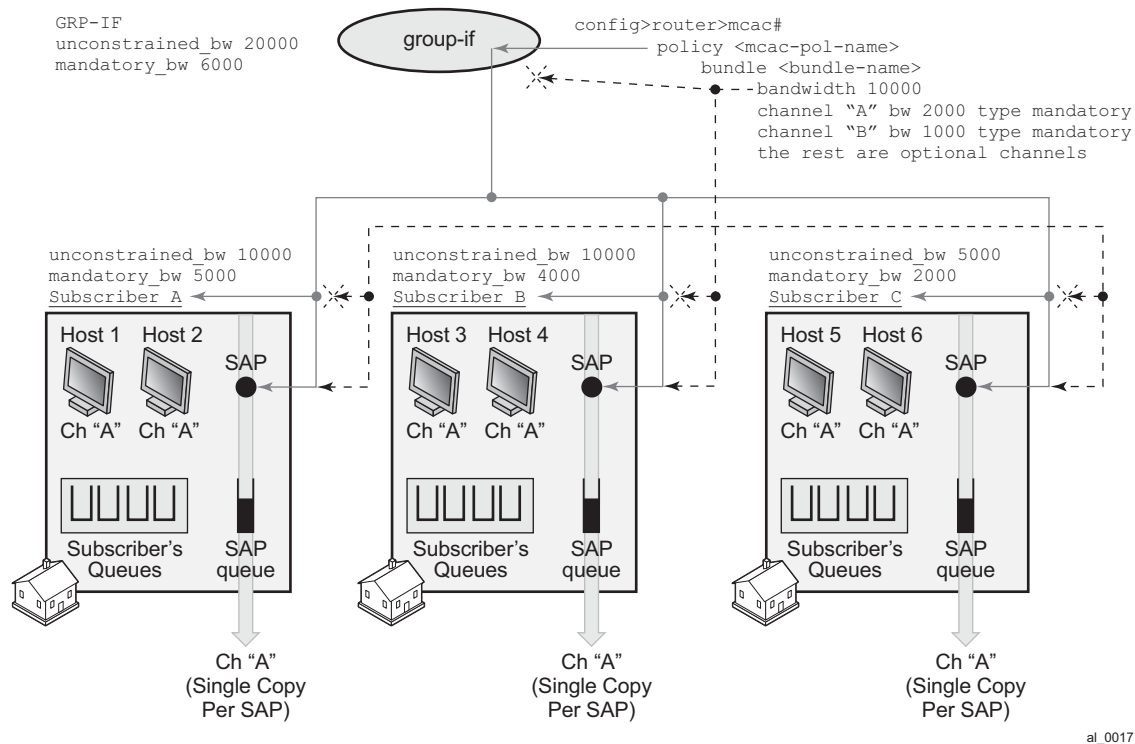 GRP-IF
unconstrained_bw 20000
mandatory_bw 6000
group-if
config>router>mcac#
policy <mcac-pol-name>
bundle <bundle-name>
bandwidth 10000
channel “A” bw 2000 type mandatory
channel “B” bw 1000 type mandatory
the rest are optional channels
unconstrained_bw 10000
mandatory_bw 5000
Subscriber A
unconstrained_bw 10000
mandatory_bw 4000
Subscriber B
unconstrained_bw 5000
mandatory_bw 2000
Subscriber C
Host 1 Host 2
SAP
Ch “A” Ch “A”
Subscriber’s
Queues
SAP
queue
Ch “A”
(Single Copy
Per SAP)
Host 3 Host 4
SAP
Ch “A” Ch “A”
Subscriber’s
Queues
SAP
queue
Ch “A”
(Single Copy
Per SAP)
Host 5 Host 6
SAP
Ch “A” Ch “A”
Subscriber’s
Queues
SAP
queue
Ch “A”
(Single Copy
Per SAP)
al_0017